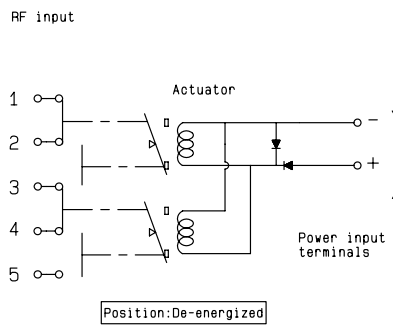 RF input
Actuator
1
2
3
4
5
−
+
Power input
terminals
Position:De-energized